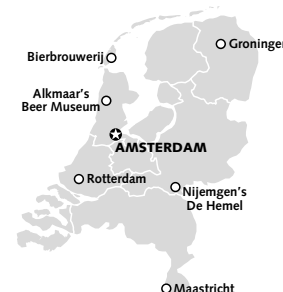 Groningen
Bierbrouwerij
Alkmaar's
Beer Museum
AMSTERDAM
Rotterdam
Nijemgen's
De Hemel
Maastricht